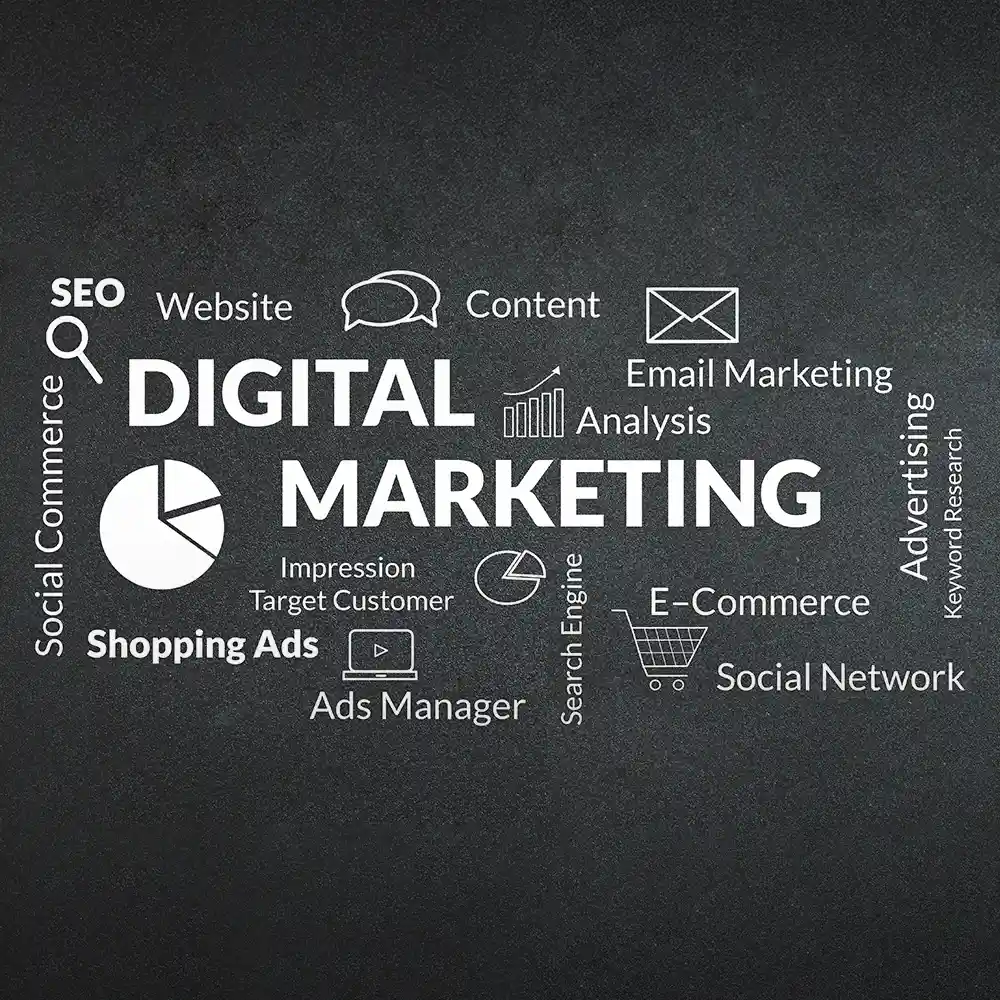 SEO
Website
Content
Email Marketing
DIGITAL
Analysis
MARKETING
Social Commerce
Advertising
Keyword Research
Impression
Target Customer
Search Engine
E-Commerce
Shopping Ads
Social Network
Ads Manager